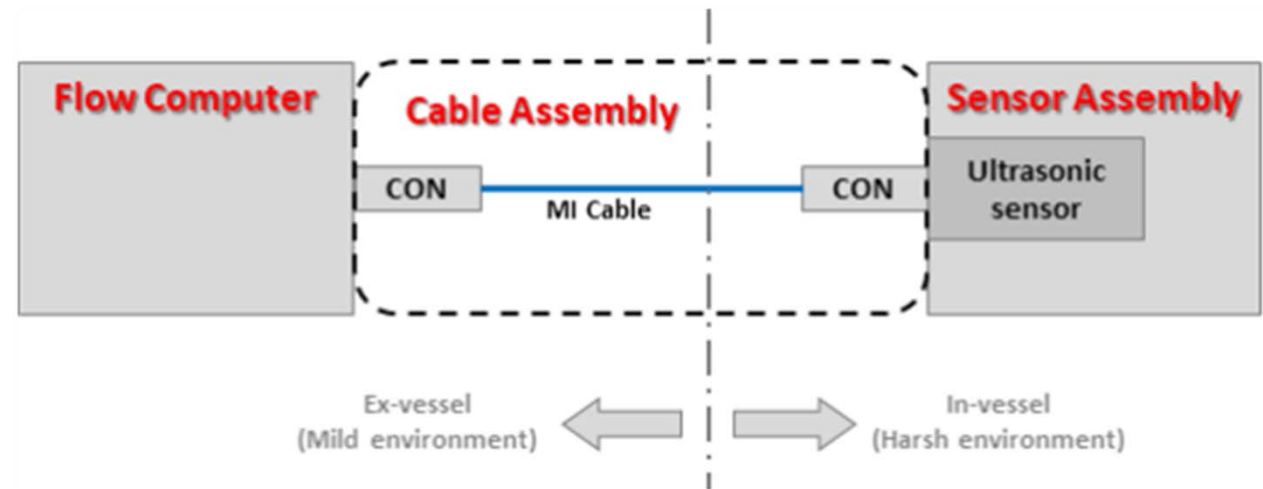 Flow Computer
Cable Assembly
Sensor Assembly
CON
MI Cable
CON
Ultrasonic
sensor
Ex-vessel
(Mild environment)
In-vessel
(Harsh environment)